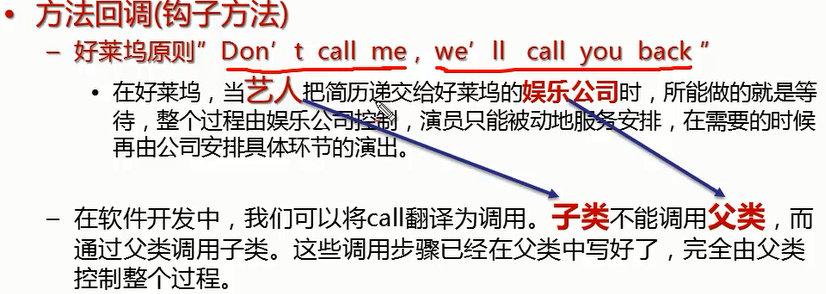 • 方法回调(钩子方法)
– 好莱坞原则”Don’t call me，we’ll call you back ”
• 在好莱坞，当艺人把简历递交给好莱坞的娱乐公司时，所能做的就是等
待，整个过程由娱乐公司控制，演员只能被动地服务安排，在需要的时候
再由公司安排具体环节的演出。
– 在软件开发中，我们可以将call翻译为调用。子类不能调用父类，而
通过父类调用子类。这些调用步骤已经在父类中写好了，完全由父类
控制整个过程。